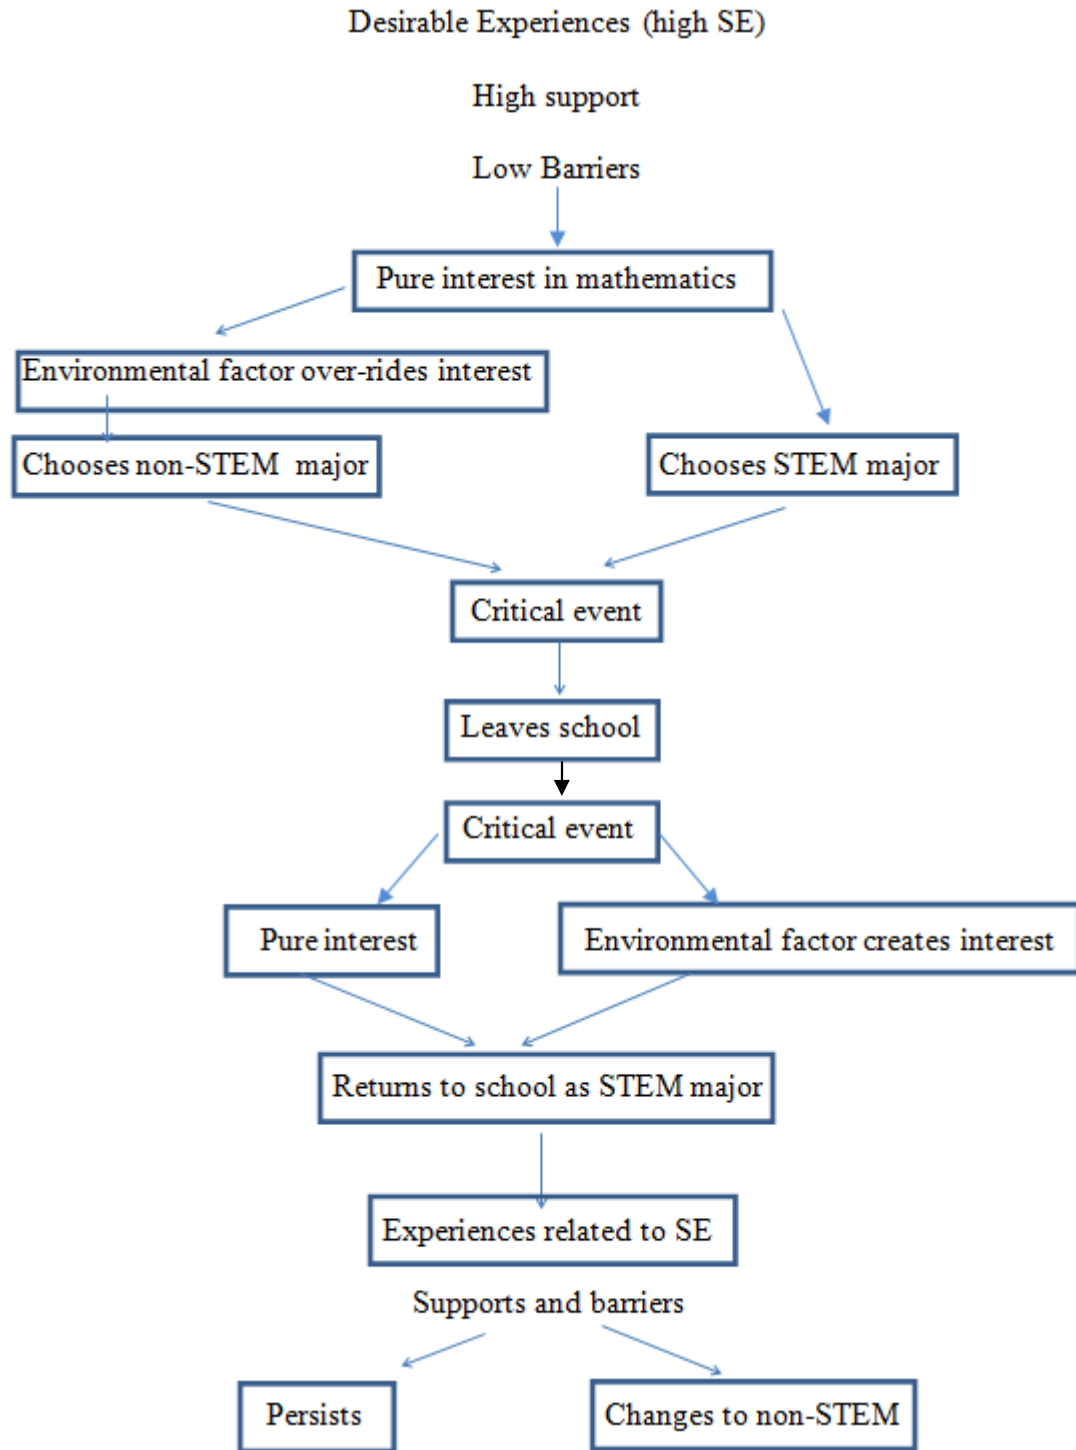 Desirable Experiences (high SE)
High support
Low Barriers
Pure interest in mathematics
Environmental factor over-rides interest
Chooses non-STEM major
Chooses STEM major
Critical event
Leaves school
Critical event
Pure interest
Environmental factor creates interest
Returns to school as STEM major
Experiences related to SE
Supports and barriers
Persists
Changes to non-STEM